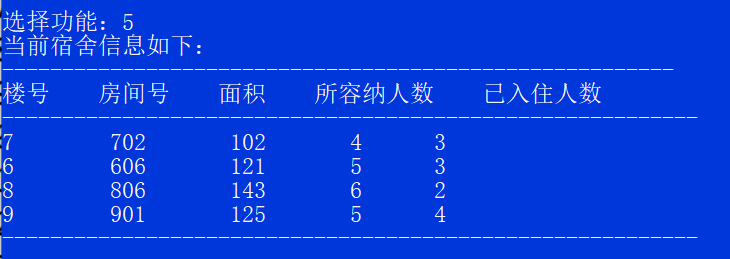 选择功能：5
当前宿舍信息如下：
--------------------------------------------------------
楼号    房间号    面积    所容纳人数    已入住人数
----------------------------------------------------------
7        702       102       4      3
6        606       121       5      3
8        806       143       6      2
9        901       125       5      4
----------------------------------------------------------